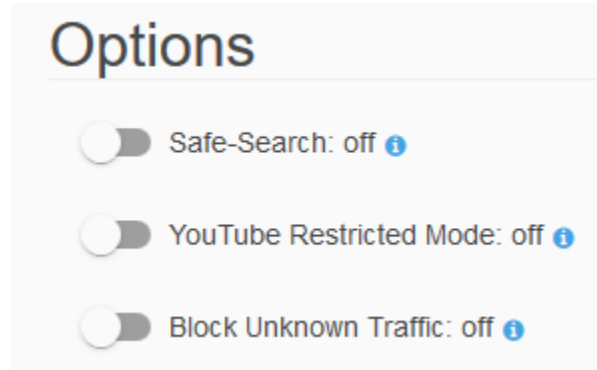 Options
Safe-Search: off
YouTube Restricted Mode: off
Block Unknown Traffic: off